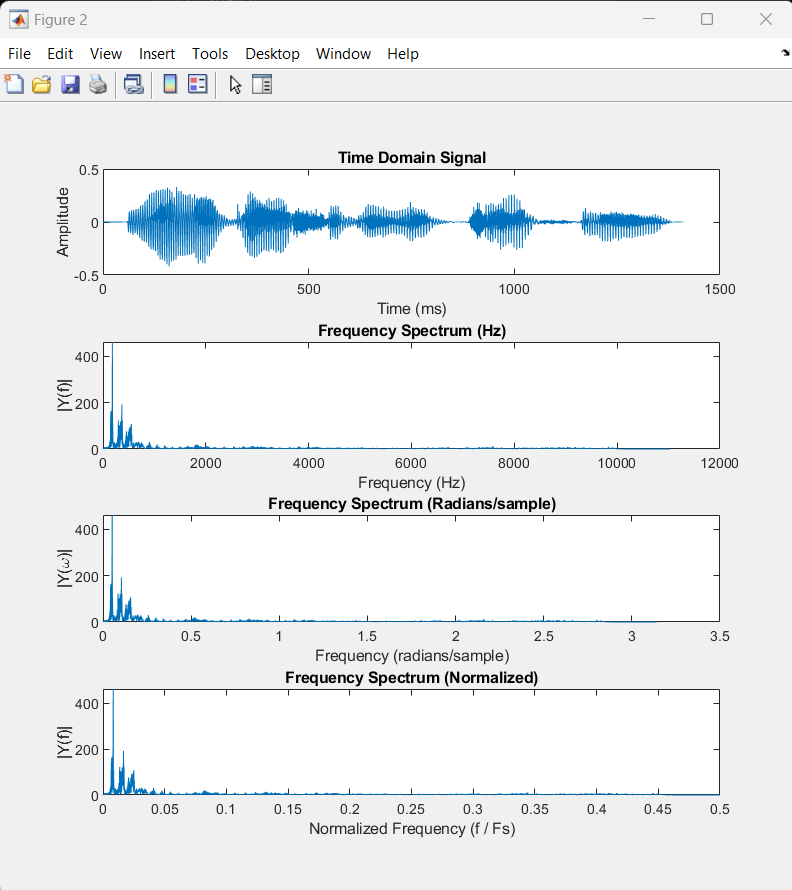 Figure 2
File Edit View Insert Tools Desktop Window Help
Time Domain Signal
0.5
0
-0.5
Amplitude
0 500 1000 1500
Time (ms)
Frequency Spectrum (Hz)
400
200
0
|Y(f)|
0 2000 4000 6000 8000 10000 12000
Frequency (Hz)
Frequency Spectrum (Radians/sample)
400
200
0
|Y(ω)|
0 0.5 1 1.5 2 2.5 3 3.5
Frequency (radians/sample)
Frequency Spectrum (Normalized)
400
200
0
|Y(f)|
0 0.05 0.1 0.15 0.2 0.25 0.3 0.35 0.4 0.45 0.5
Normalized Frequency (f / Fs)